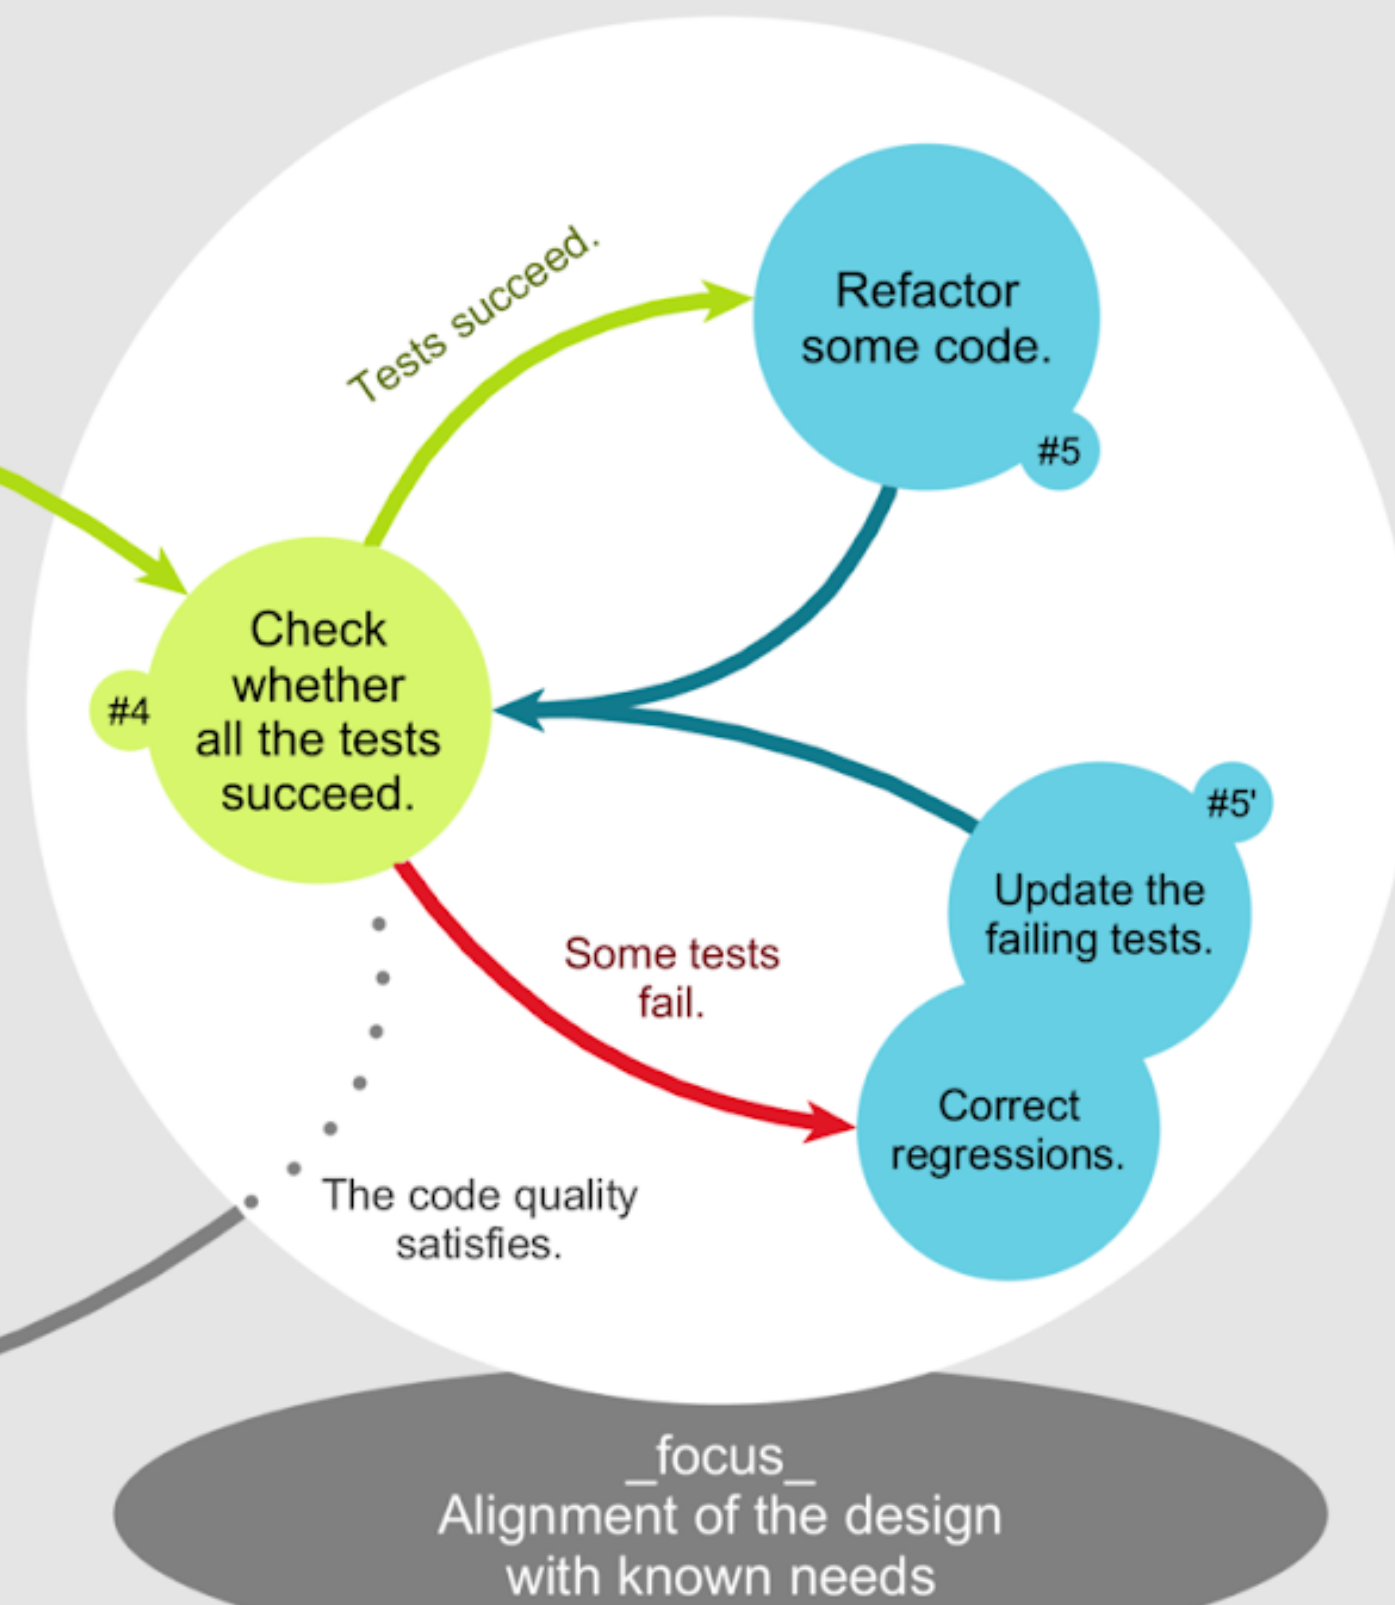 Tests succeed.
Refactor
some code.
#5
Check
whether
all the tests
succeed.
#4
#5'
Update the
failing tests.
Some tests
fail.
Correct
regressions.
The code quality
satisfies.
_focus_
Alignment of the design
with known needs